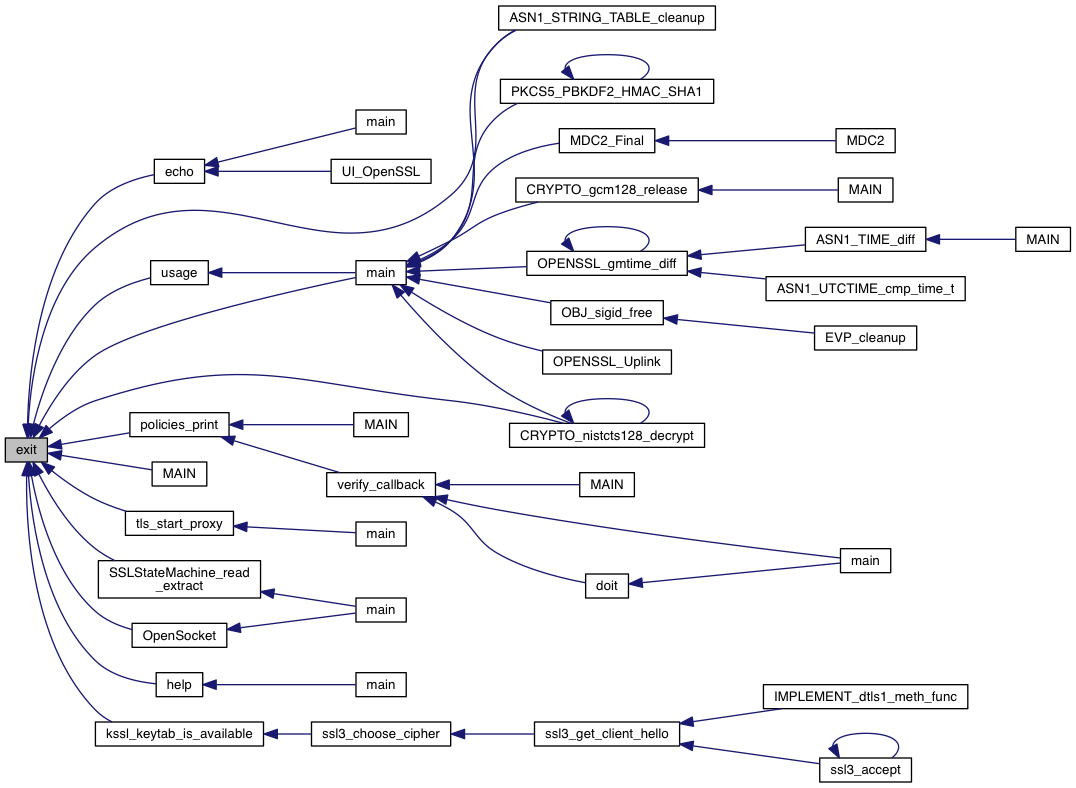 ASN1_STRING_TABLE_cleanup
PKCS5_PBKDF2_HMAC_SHA1
main
MDC2_Final
MDC2
echo
UI_OpenSSL
CRYPTO_gcm128_release
MAIN
ASN1_TIME_diff
MAIN
usage
main
OPENSSL_gmtime_diff
ASN1_UTCTIME_cmp_time_t
OBJ_sigid_free
EVP_cleanup
OPENSSL_Uplink
policies_print
MAIN
CRYPTO_nistcts128_decrypt
exit
MAIN
verify_callback
MAIN
tls_start_proxy
main
main
SSLStateMachine_read
_extract
doit
main
OpenSocket
help
main
IMPLEMENT_dtls1_meth_func
kssl_keytab_is_available
ssl3_choose_cipher
ssl3_get_client_hello
ssl3_accept